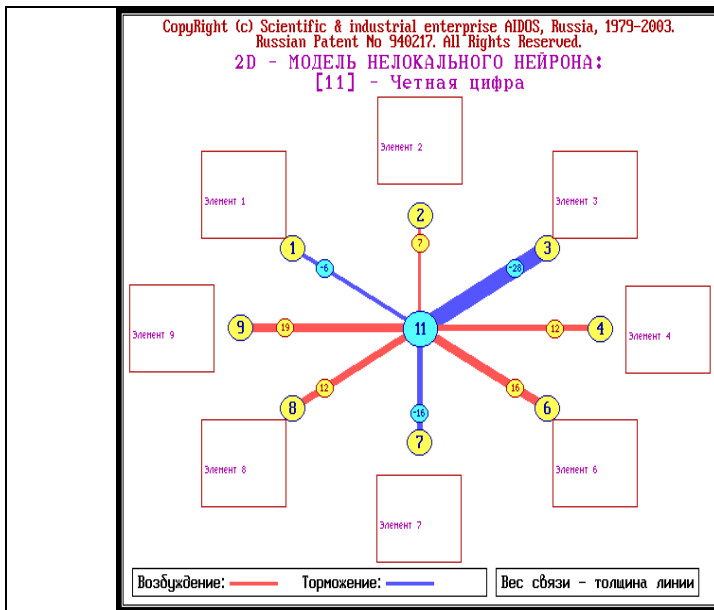 CopyRight (c) Scientific & industrial enterprise AIDOS, Russia, 1979-2003.
Russian Patent No 940217. All Rights Reserved.
2D - МОДЕЛЬ НЕЛОКАЛЬНОГО НЕЙРОНА:
[11] - Четная цифра
Элемент 2
Элемент 1
Элемент 3
2
1
7
3
-6
-28
Элемент 9
9
19
11
12
4
Элемент 4
12
16
8
-16
6
7
Элемент 8
Элемент 6
Элемент 7
Возбуждение:
Торможение:
Вес связи - толщина линии